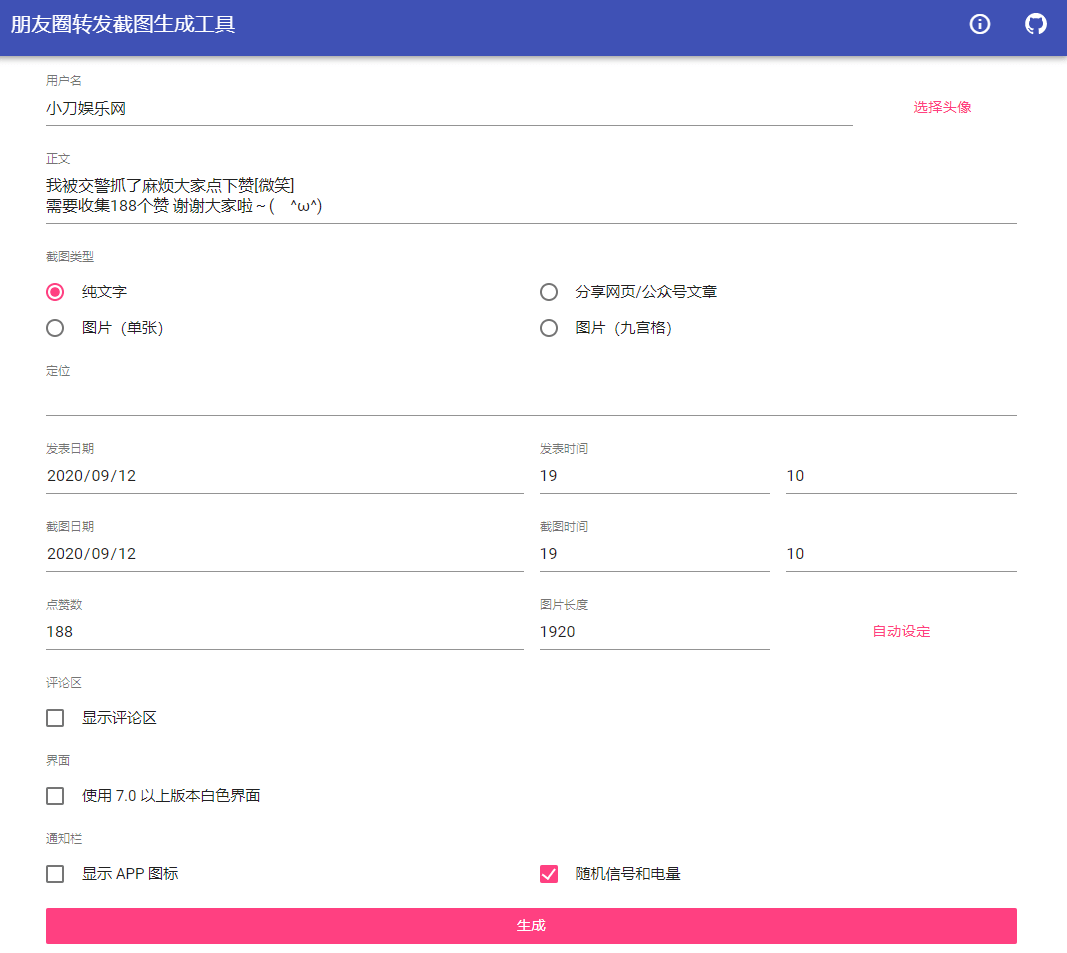 朋友圈转发截图生成工具
用户名
小刀娱乐网
选择头像
正文
我被交警抓了麻烦大家点下赞[微笑]
需要收集188个赞 谢谢大家啦～(　^ω^)
截图类型
纯文字
分享网页/公众号文章
图片（单张）
图片（九宫格）
定位
发表日期
发表时间
2020/09/12
19
10
截图日期
截图时间
2020/09/12
19
10
点赞数
图片长度
188
1920
自动设定
评论区
显示评论区
界面
使用 7.0 以上版本白色界面
通知栏
显示 APP 图标
随机信号和电量
生成